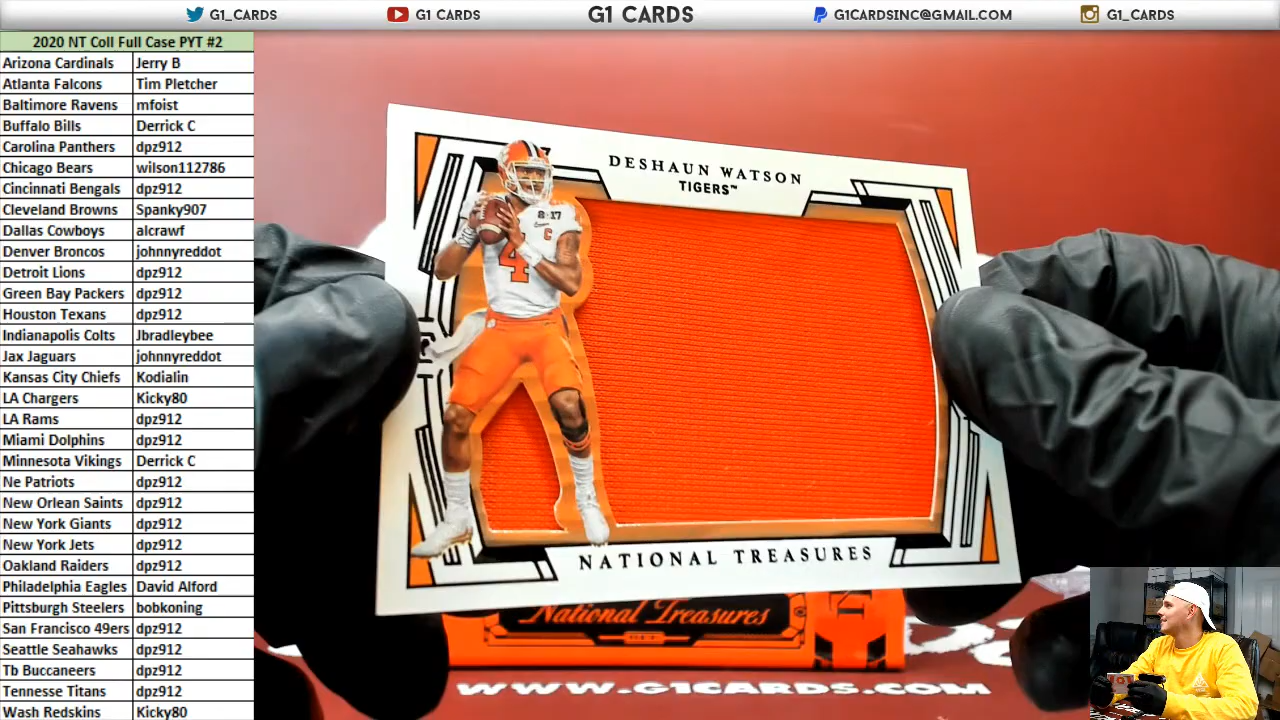 G1_CARDS G1 CARDS G1 CARDS G1CARDSINC@GMAIL.COM G1_CARDS
2020 NT Coll Full Case PYT #2
Arizona Cardinals Jerry B
Atlanta Falcons Tim Pletcher
Baltimore Ravens mfoist
Buffalo Bills Derrick C
Carolina Panthers dpz912
Chicago Bears wilson112786
Cincinnati Bengals dpz912
Cleveland Browns Spanky907
Dallas Cowboys alcrawf
Denver Broncos johnnyreddot
Detroit Lions dpz912
Green Bay Packers dpz912
Houston Texans dpz912
Indianapolis Colts Jbradleybee
Jax Jaguars johnnyreddot
Kansas City Chiefs Kodialin
LA Chargers Kicky80
LA Rams dpz912
Miami Dolphins dpz912
Minnesota Vikings Derrick C
Ne Patriots dpz912
New Orlean Saints dpz912
New York Giants dpz912
New York Jets dpz912
Oakland Raiders dpz912
Philadelphia Eagles David Alford
Pittsburgh Steelers bobkoning
San Francisco 49ers dpz912
Seattle Seahawks dpz912
Tb Buccaneers dpz912
Tennesse Titans dpz912
Wash Redskins Kicky80
DESHAUN WATSON
TIGERS™
8 17
C
4
NATIONAL TREASURES
National Treasures
WWW.G1CARDS.COM